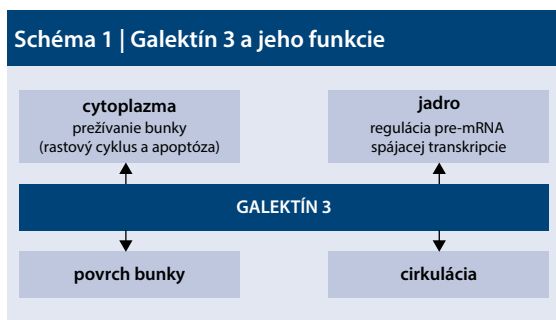 Schéma 1 | Galektín 3 a jeho funkcie
cytoplazma
prežívanie bunky
(rastový cyklus a apoptóza)
jadro
regulácia pre-mRNA
spájacej transkripcie
GALEKTÍN 3
povrch bunky
cirkulácia